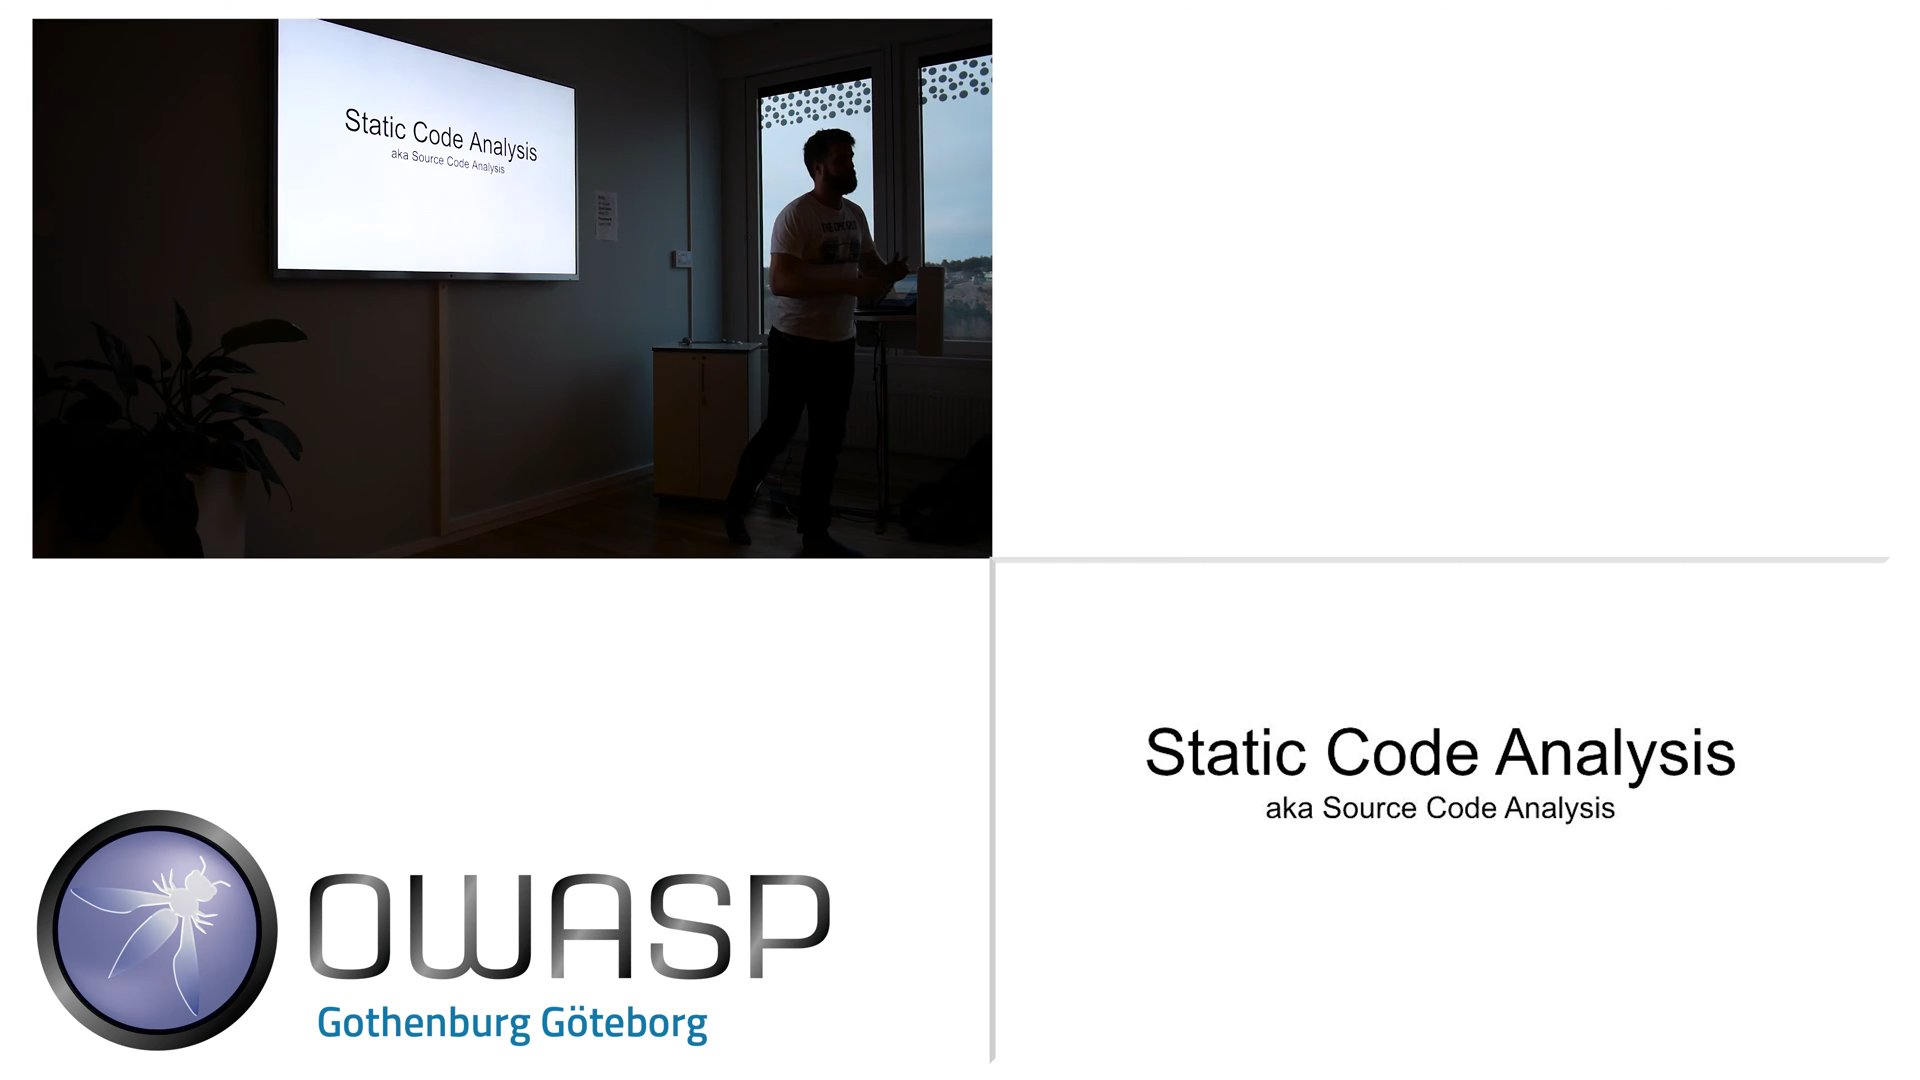 Static Code Analysis
aka Source Code Analysis
OWASP
Gothenburg Göteborg
Static Code Analysis
aka Source Code Analysis